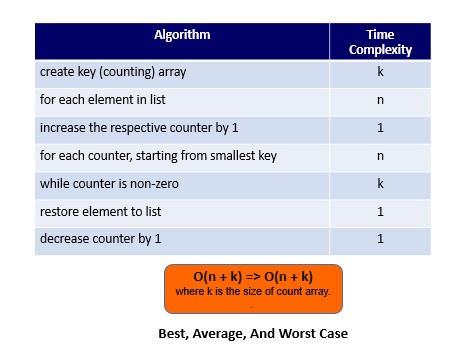 Algorithm Time
Complexity
create key (counting) array k
for each element in list n
increase the respective counter by 1 1
for each counter, starting from smallest key n
while counter is non-zero k
restore element to list 1
decrease counter by 1 1
O(n + k) => O(n + k)
where k is the size of count array.
.
Best, Average, And Worst Case